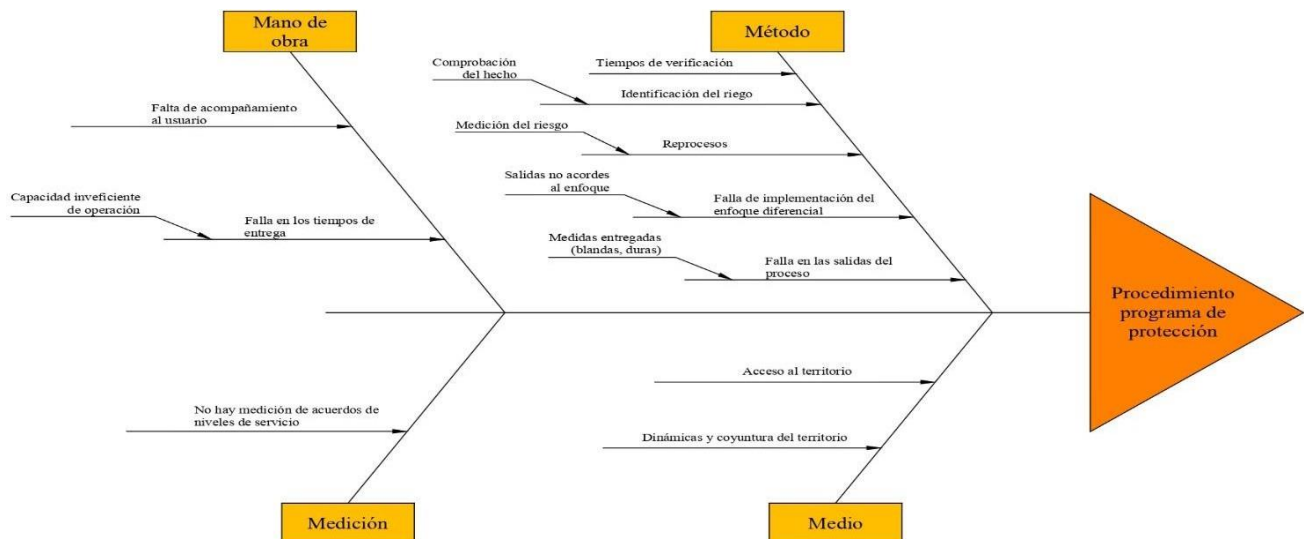 Mano de
obra
Método
Comprobación
del hecho
Tiempos de verificación
Identificación del riego
Falta de acompañamiento
al usuario
Medición del riesgo
Reprocesos
Salidas no acordes
al enfoque
Falla de implementación del
enfoque diferencial
Capacidad inveficiente
de operación
Falla en los tiempos de
entrega
Medidas entregadas
(blandas, duras)
Falla en las salidas del
proceso
Procedimiento
programa de
protección
Acceso al territorio
No hay medición de acuerdos de
niveles de servicio
Dinámicas y coyuntura del territorio
Medición
Medio